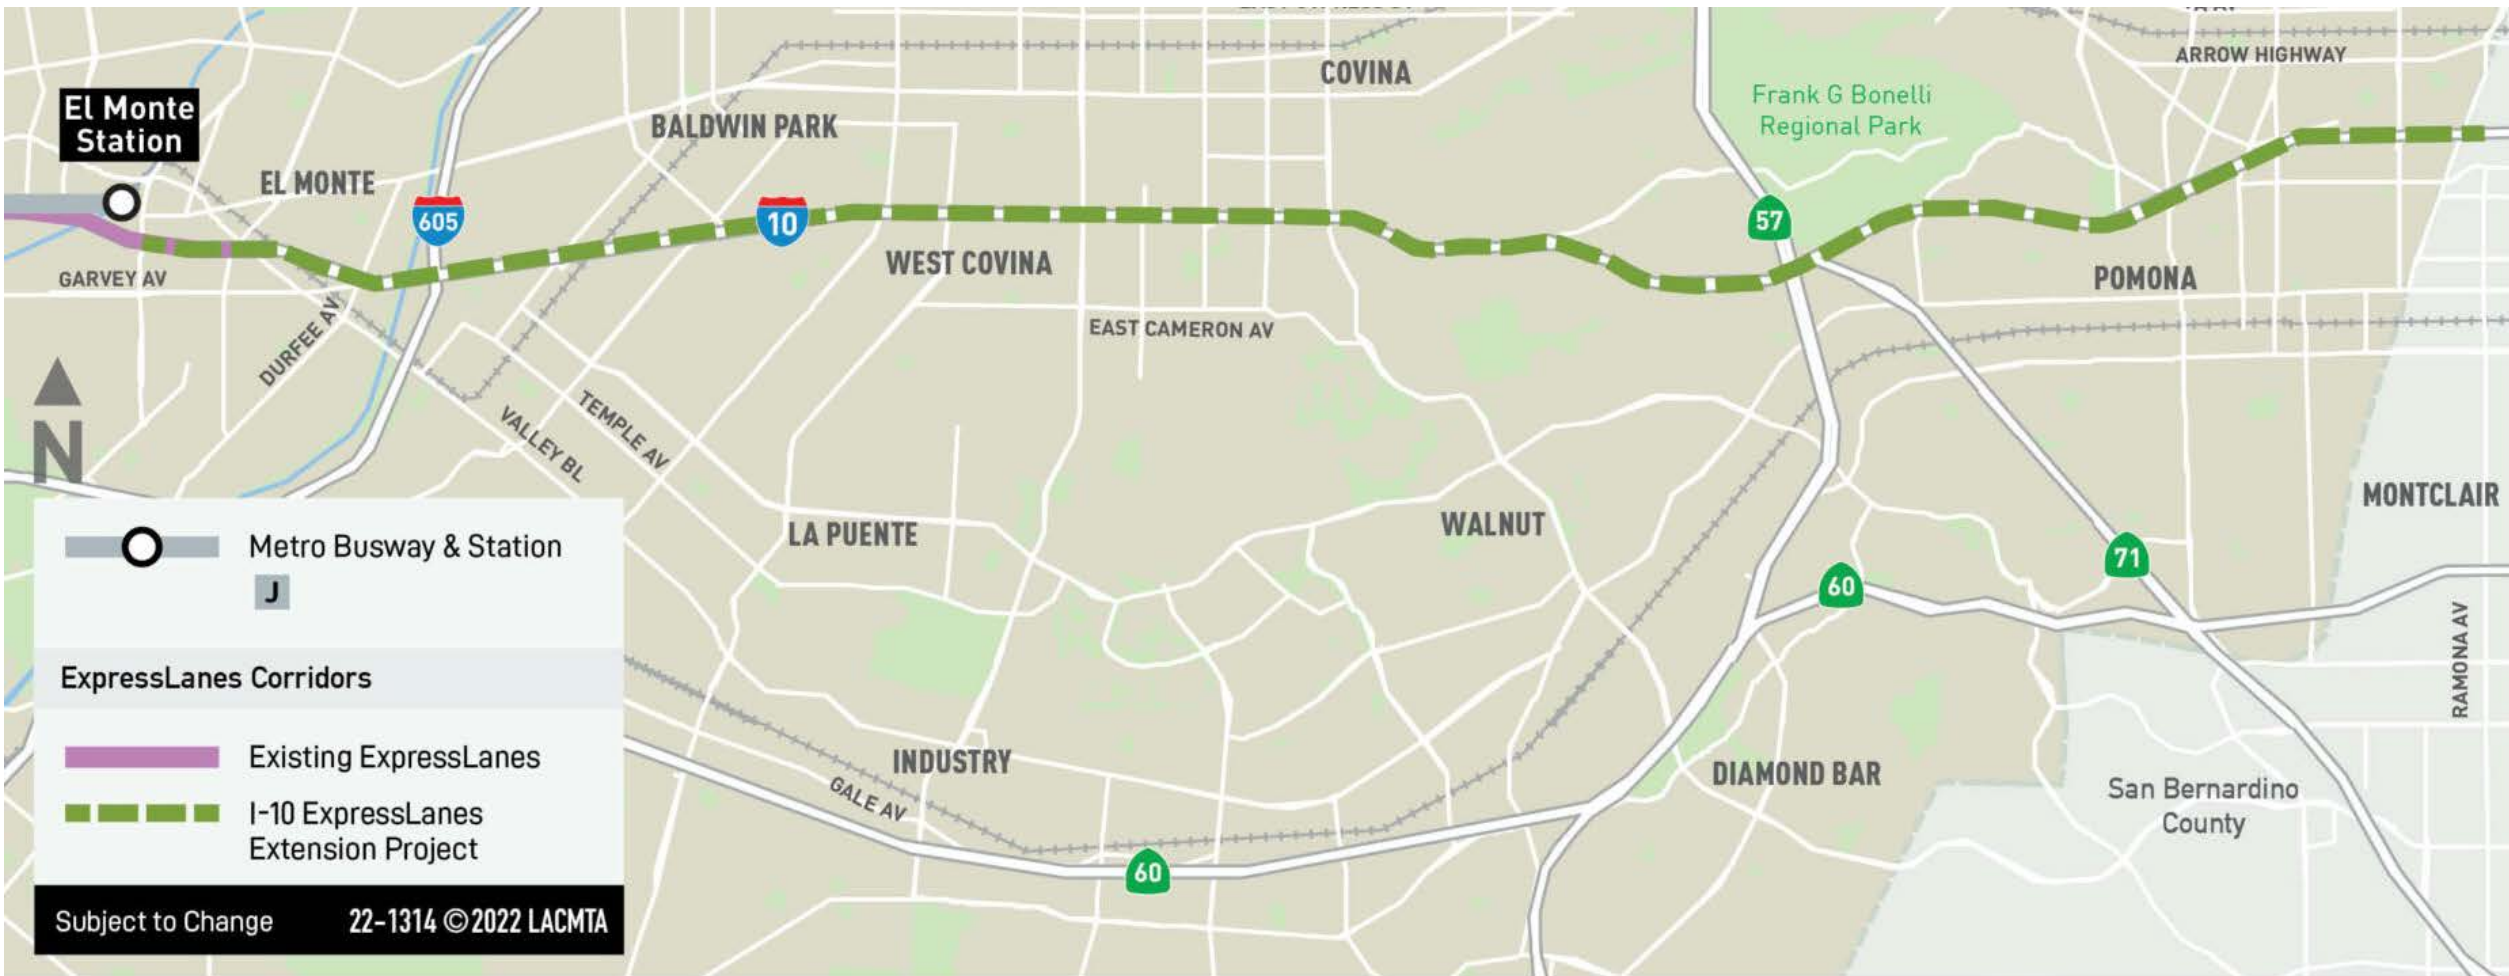 COVINA
ARROW HIGHWAY
Frank G Bonelli
Regional Park
El Monte
Station
BALDWIN PARK
EL MONTE
605
10
57
WEST COVINA
GARVEY AV
POMONA
EAST CAMERON AV
DURFEE AV
N
TEMPLE AV
VALLEY BL
MONTCLAIR
LA PUENTE
WALNUT
71
60
RAMONA AV
INDUSTRY
GALE AV
DIAMOND BAR
San Bernardino
County
60
Metro Busway & Station
J
ExpressLanes Corridors
Existing ExpressLanes
I-10 ExpressLanes
Extension Project
Subject to Change 22-1314 ©2022 LACMTA